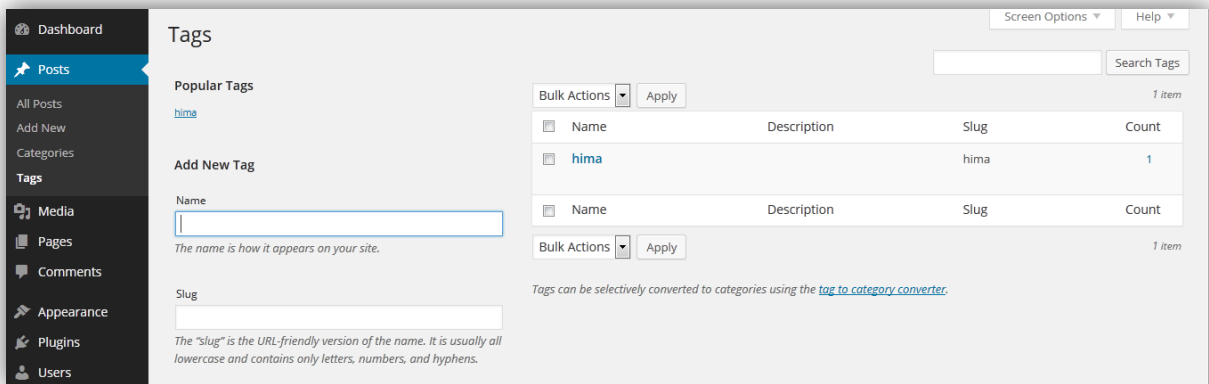 Dashboard
Posts
All Posts
Add New
Categories
Tags
Media
Pages
Comments
Appearance
Plugins
Users
Screen Options Help
Tags
Search Tags
Popular Tags
hima
Add New Tag
Name
The name is how it appears on your site.
Slug
The “slug” is the URL-friendly version of the name. It is usually all
lowercase and contains only letters, numbers, and hyphens.
Bulk Actions Apply 1 item
Name Description Slug Count
hima hima 1
Name Description Slug Count
Bulk Actions Apply 1 item
Tags can be selectively converted to categories using the tag to category converter.